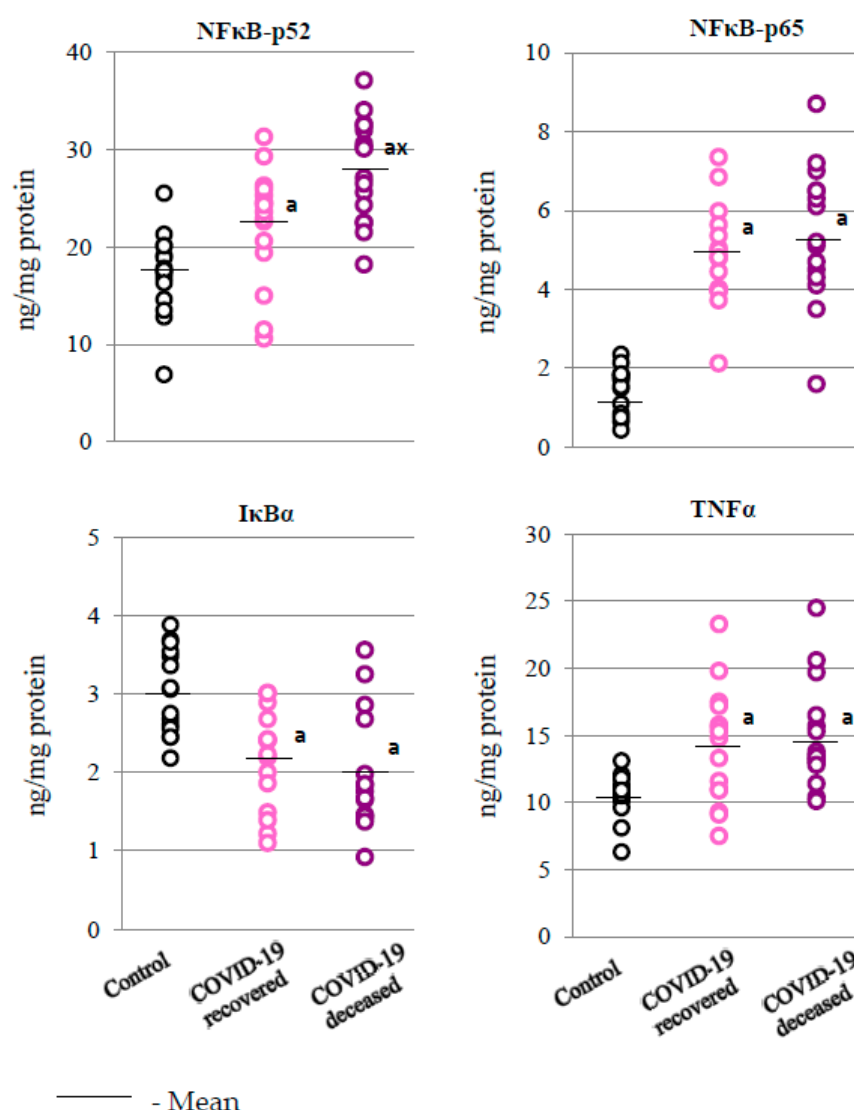 NFκB-p52
NFκB-p65
40
30
20
10
0
ng/mg protein
a
ax
10
8
6
4
2
0
ng/mg protein
a
a
IκBα
TNFα
5
4
3
2
1
0
ng/mg protein
a
a
Control
COVID-19
recovered
COVID-19
deceased
30
25
20
15
10
5
0
ng/mg protein
a
a
Control
COVID-19
recovered
COVID-19
deceased
- Mean